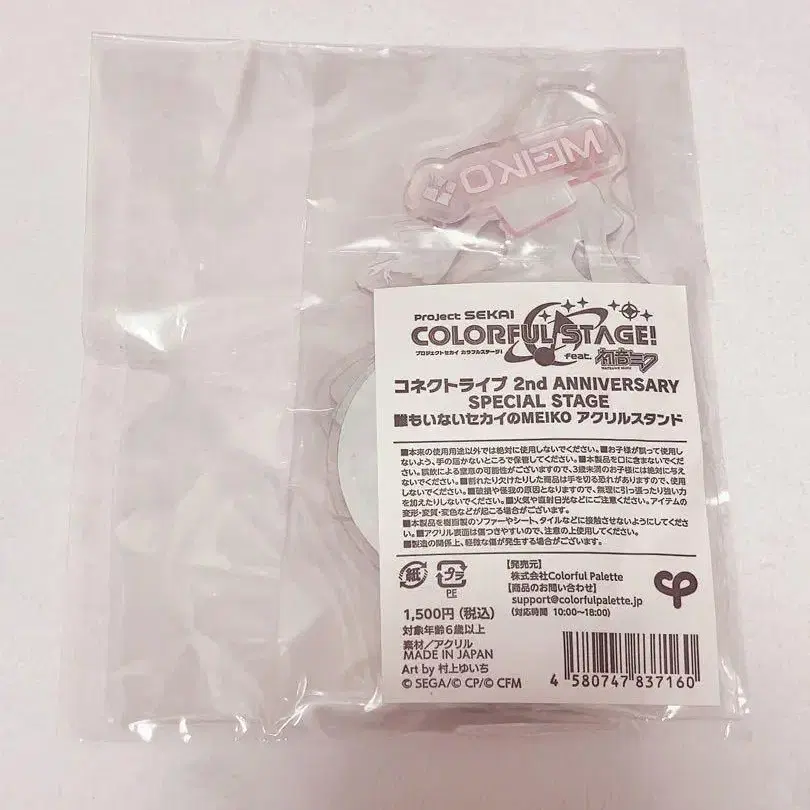 MEIKO
Project SEKAI
COLORFUL STAGE!
プロジェクトセカイ カラフルステージ!
feat. 初音ミク
HATSUNE MIKU
コネクトライブ 2nd ANNIVERSARY
SPECIAL STAGE
誰もいないセカイのMEIKO アクリルスタンド
■本来の使用用途以外では絶対に使用しないでください。■お子様が誤って使用し
ないよう、手の届かないところで保管してください。■本製品を口に含まないでくだ
さい。誤飲による窒息の可能性がございますので、3歳未満のお子様には絶対に与え
ないでください。■割れたり欠けたりした商品は手を切る恐れがありますので、使用
しないでください。■破損や怪我の原因となりますので、無理に引っ張ったり強い力
を加えたりしないでください。■火気や直射日光などにご注意ください。アイテムの
変形・変質・変色などが起こる場合がございます。
■本製品を樹脂製のソファーやシート、タイルなどに接触させないようにしてくださ
い。■アクリル表面は傷つきやすいので、注意の上使用してください。
■製造の関係上、軽微な傷が発生する場合がございます。
紙
プラ
PE
【発売元】
株式会社Colorful Palette
【商品のお問い合わせ】
support@colorfulpalette.jp
(対応時間 10:00~18:00)
1,500円(税込)
対象年齢6歳以上
素材/アクリル
MADE IN JAPAN
Art by 村上ゆいち
© SEGA/© CP/© CFM
4 580747 837160